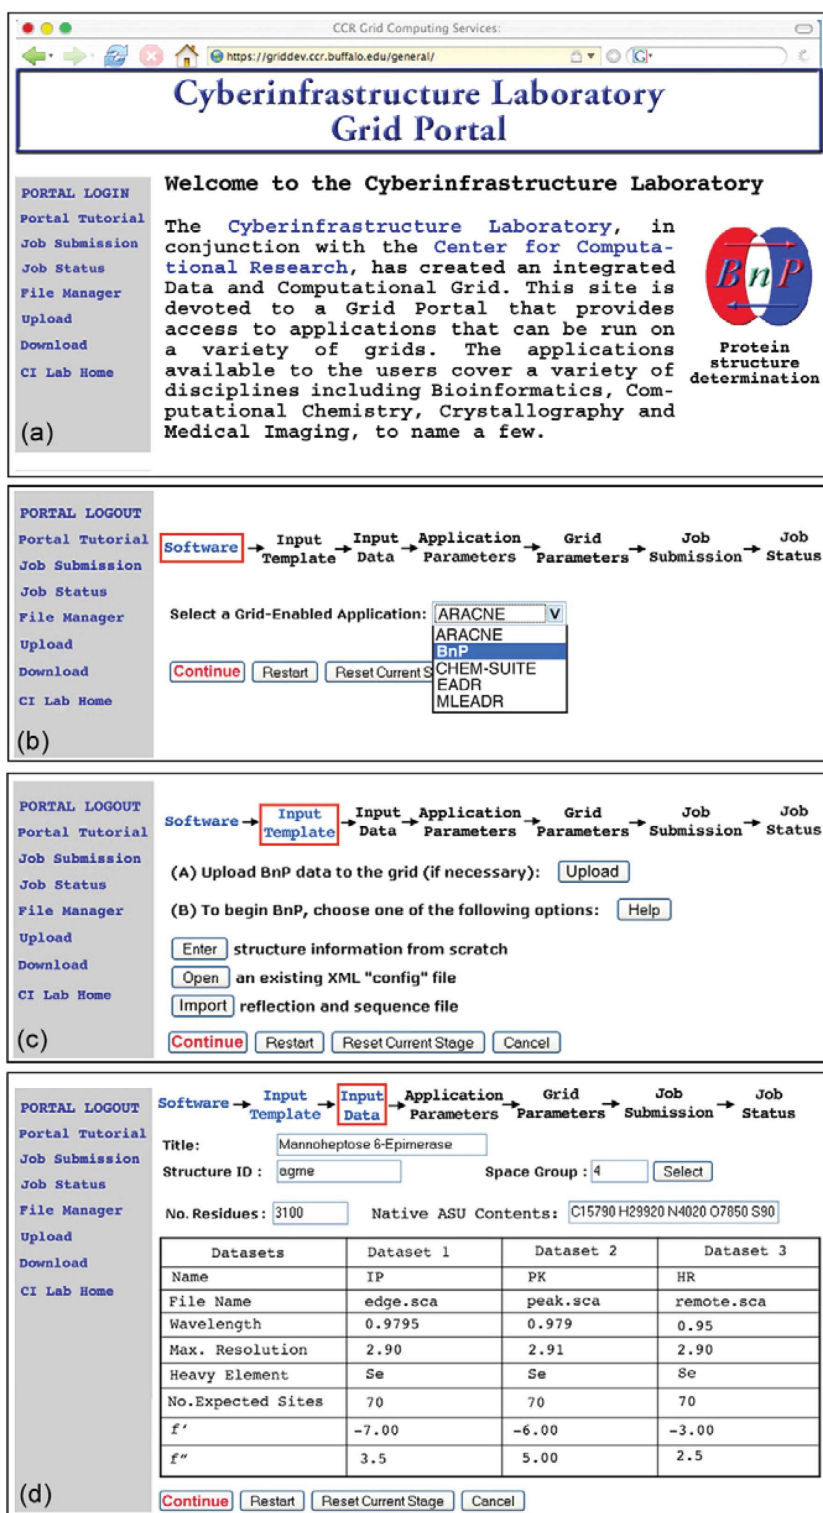 CCR Grid Computing Services:
https://griddev.ccr.buffalo.edu/general/
G
Cyberinfrastructure Laboratory
Grid Portal
PORTAL LOGIN
Portal Tutorial
Job Submission
Job Status
File Manager
Upload
Download
CI Lab Home
(a)
Welcome to the Cyberinfrastructure Laboratory
The Cyberinfrastructure Laboratory, in
conjunction with the Center for Computa-
tional Research, has created an integrated
Data and Computational Grid. This site is
devoted to a Grid Portal that provides
access to applications that can be run on
a variety of grids. The applications
available to the users cover a variety of
disciplines including Bioinformatics, Com-
putational Chemistry, Crystallography and
Medical Imaging, to name a few.
BnP
Protein
structure
determination
PORTAL LOGOUT
Portal Tutorial
Job Submission
Job Status
File Manager
Upload
Download
CI Lab Home
(b)
Software → Input Template → Input Data → Application Parameters → Grid Parameters → Job Submission → Job Status
Select a Grid-Enabled Application: ARACNE V
ARACNE
BnP
CHEM-SUITE
EADR
MLEADR
Continue Restart Reset Current S
PORTAL LOGOUT
Portal Tutorial
Job Submission
Job Status
File Manager
Upload
Download
CI Lab Home
(c)
Software → Input Template → Input Data → Application Parameters → Grid Parameters → Job Submission → Job Status
(A) Upload BnP data to the grid (if necessary): Upload
(B) To begin BnP, choose one of the following options: Help
Enter structure information from scratch
Open an existing XML "config" file
Import reflection and sequence file
Continue Restart Reset Current Stage Cancel
PORTAL LOGOUT
Portal Tutorial
Job Submission
Job Status
File Manager
Upload
Download
CI Lab Home
(d)
Software → Input Template → Input Data → Application Parameters → Grid Parameters → Job Submission → Job Status
Title: Mannoheptose 6-Epimerase
Structure ID : agme Space Group : 4 Select
No. Residues: 3100 Native ASU Contents: C15790 H29920 N4020 O7850 S90
Datasets Dataset 1 Dataset 2 Dataset 3
Name IP PK HR
File Name edge.sca peak.sca remote.sca
Wavelength 0.9795 0.979 0.95
Max. Resolution 2.90 2.91 2.90
Heavy Element Se Se Se
No.Expected Sites 70 70 70
f′ -7.00 -6.00 -3.00
f″ 3.5 5.00 2.5
Continue Restart Reset Current Stage Cancel